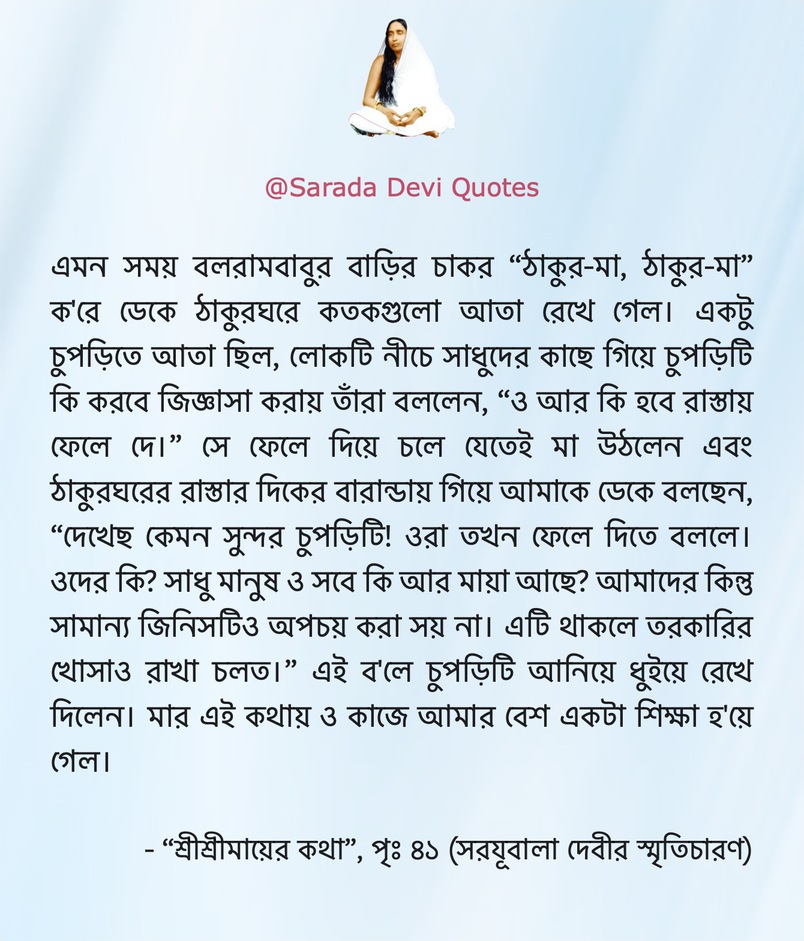 @Sarada Devi Quotes
এমন সময় বলরামবাবুর বাড়ির চাকর “ঠাকুর-মা, ঠাকুর-মা”
ক'রে ডেকে ঠাকুরঘরে কতকগুলো আতা রেখে গেল। একটু
চুপড়িতে আতা ছিল, লোকটি নীচে সাধুদের কাছে গিয়ে চুপড়িটি
কি করবে জিজ্ঞাসা করায় তাঁরা বললেন, “ও আর কি হবে রাস্তায়
ফেলে দে।” সে ফেলে দিয়ে চলে যেতেই মা উঠলেন এবং
ঠাকুরঘরের রাস্তার দিকের বারান্ডায় গিয়ে আমাকে ডেকে বলছেন,
“দেখেছ কেমন সুন্দর চুপড়িটি! ওরা তখন ফেলে দিতে বললে।
ওদের কি? সাধু মানুষ ও সবে কি আর মায়া আছে? আমাদের কিন্তু
সামান্য জিনিসটিও অপচয় করা সয় না। এটি থাকলে তরকারির
খোসাও রাখা চলত।” এই ব'লে চুপড়িটি আনিয়ে ধুইয়ে রেখে
দিলেন। মার এই কথায় ও কাজে আমার বেশ একটা শিক্ষা হ'য়ে
গেল।
- “শ্রীশ্রীমায়ের কথা”, পৃঃ ৪১ (সরযূবালা দেবীর স্মৃতিচারণ)